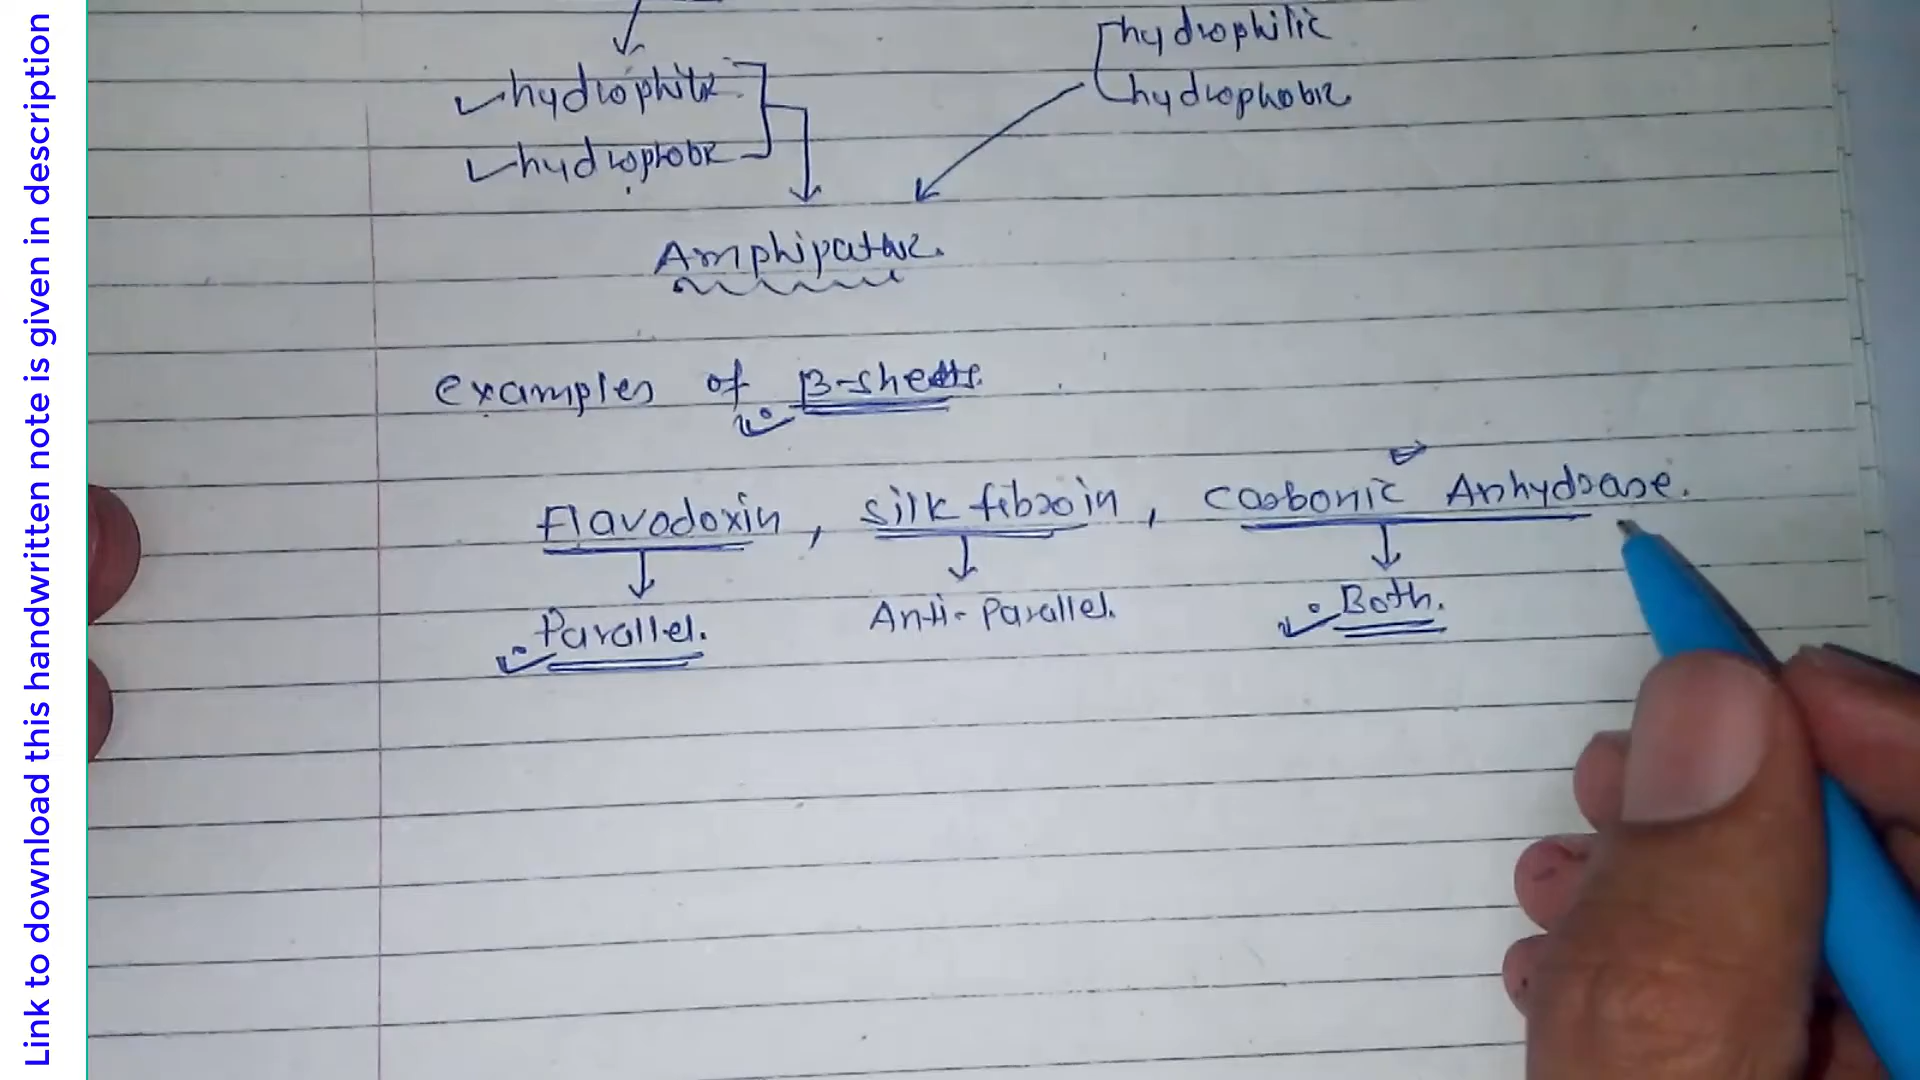 hydrophilic
hydrophobic
hydrophilic
hydrophobic
Amphipathic.
examples of β-sheets.
Flavodoxin, silk fibroin, carbonic Anhydrase.
Parallel. Anti-Parallel. Both.
Link to download this handwritten note is given in description